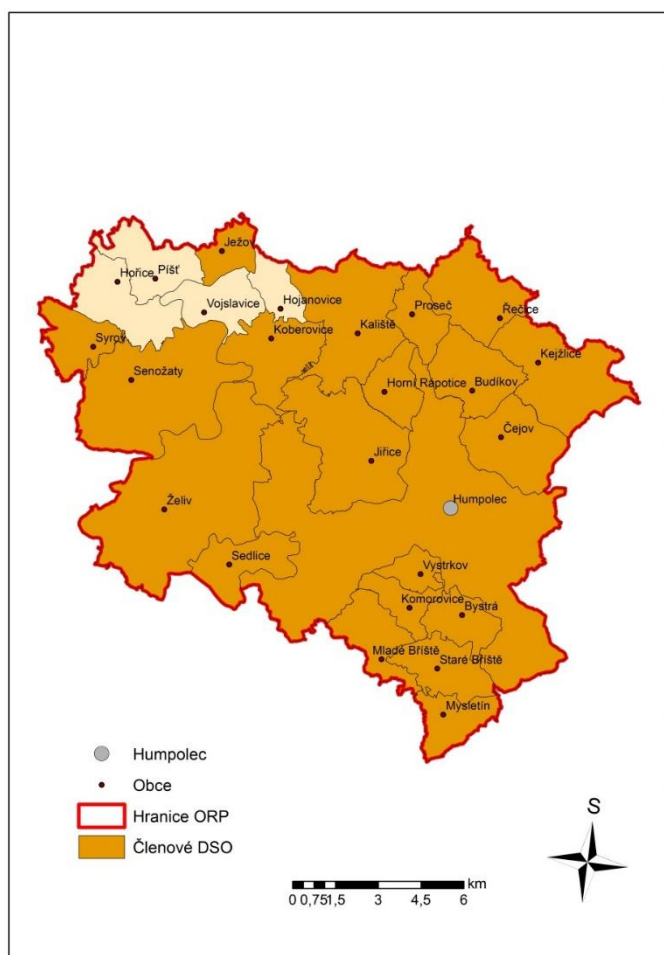 Ježov
Píšť
Hořice
Hojanovice
Vojslavice
Proseč
Řečice
Kaliště
Koberovice
Syrov
Kejžlice
Senožaty
Horní Rápotice
Budíkov
Čejov
Jiřice
Humpolec
Želiv
Sedlice
Vystrkov
Komorovice
Bystrá
Mladé Bříště
Staré Bříště
Mysletín
Humpolec
Obce
Hranice ORP
Členové DSO
S
km
0 0,751,5 3 4,5 6